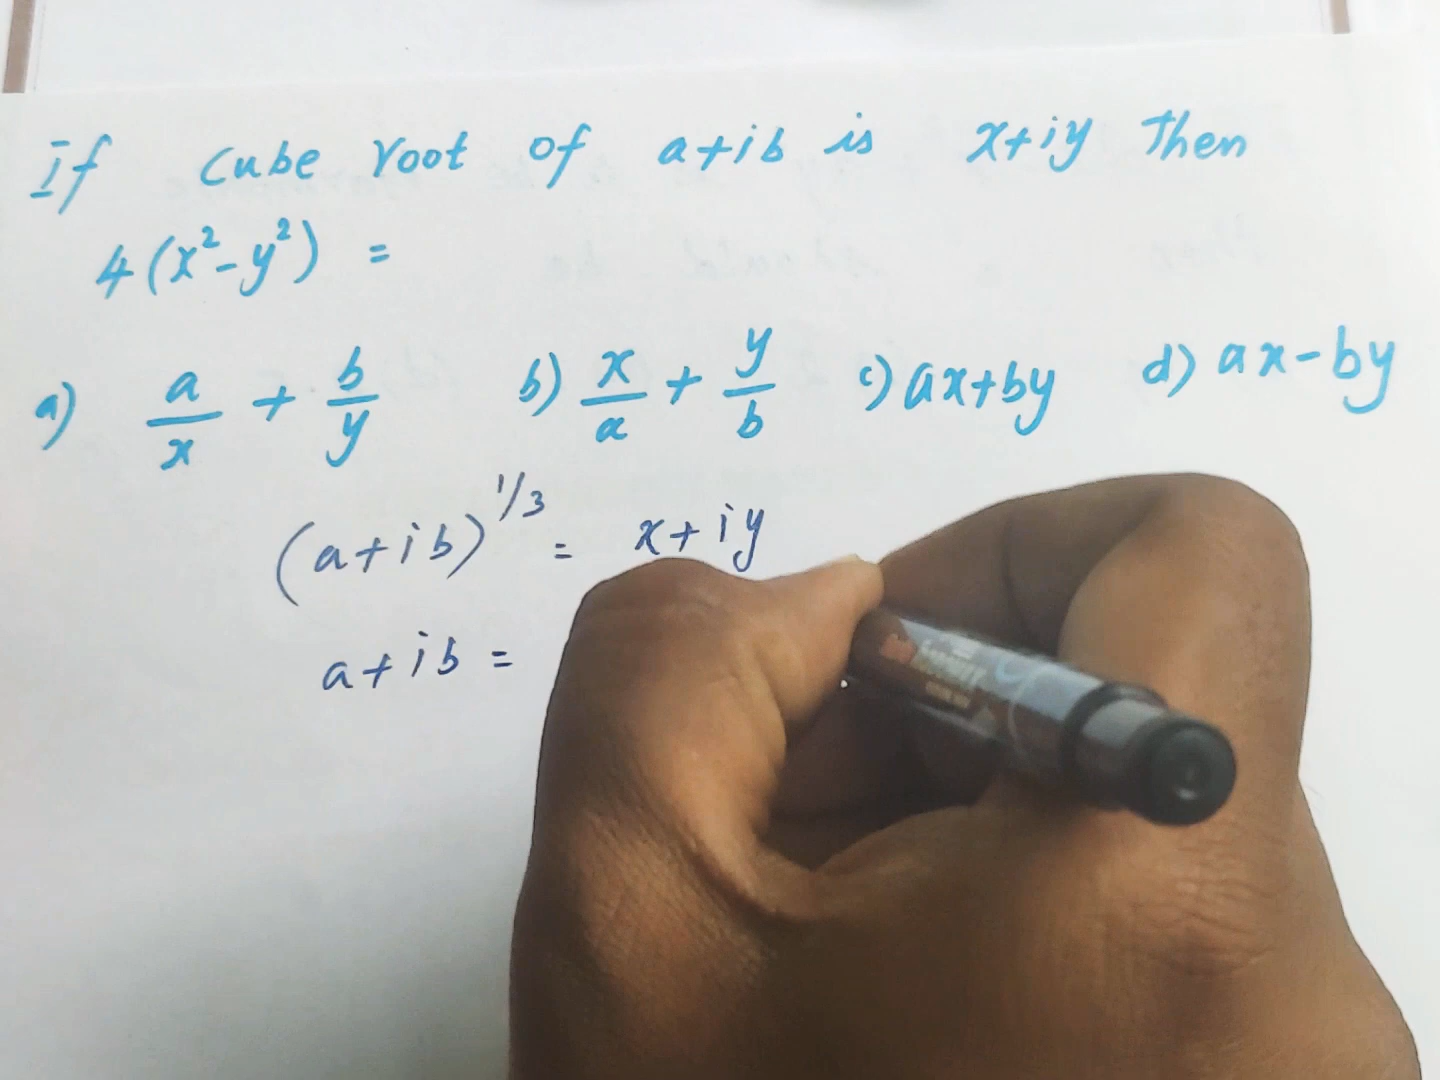 If cube root of a+ib is x+iy Then
4(x²-y²) =
a) a/x + b/y b) x/a + y/b c) ax+by d) ax-by
(a+ib)^1/3 = x+iy
a+ib =